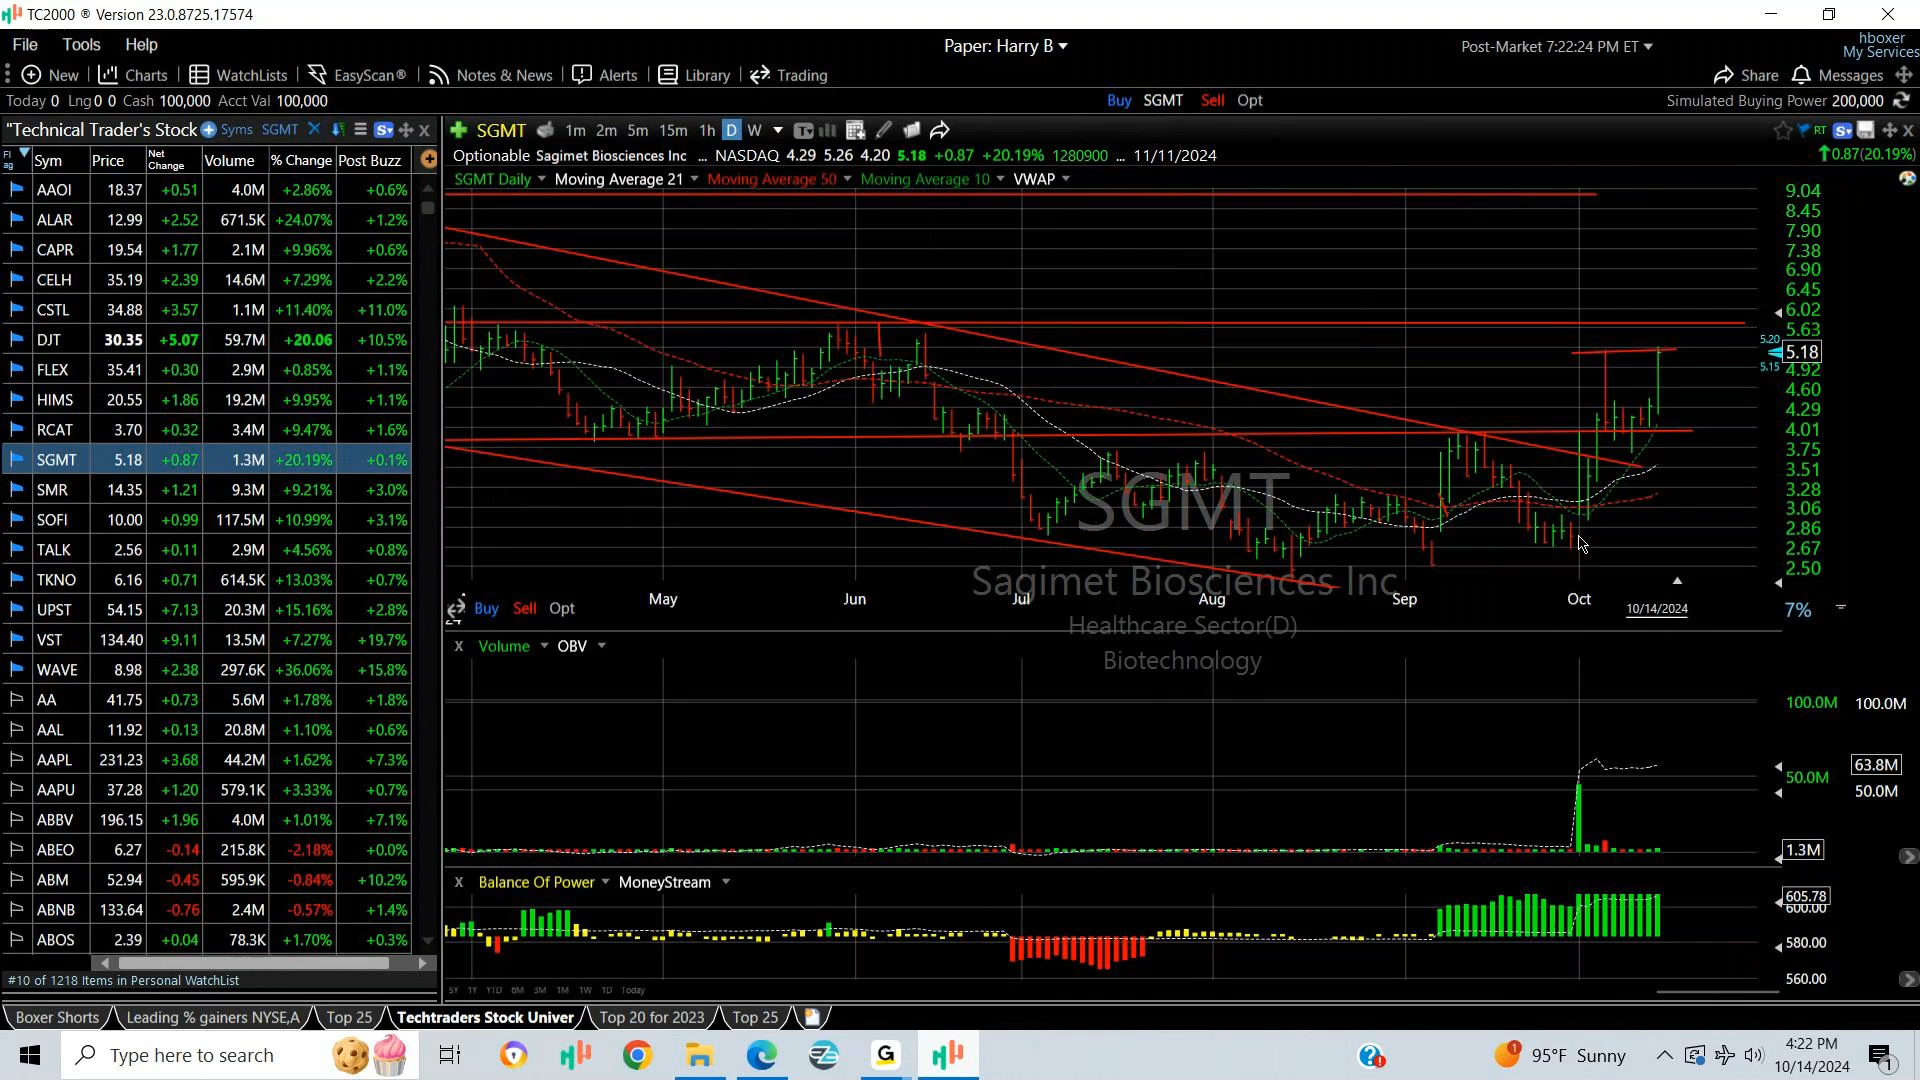 TC2000 ® Version 23.0.8725.17574
File Tools Help
Paper: Harry B
Post-Market 7:22:24 PM ET
hboxer
My Services
New Charts WatchLists EasyScan® Notes & News Alerts Library Trading
Share Messages
Today 0 Lng 0 0 Cash 100,000 Acct Val 100,000
Buy SGMT Sell Opt
Simulated Buying Power 200,000
"Technical Trader's Stock Syms SGMT
SGMT 1m 2m 5m 15m 1h D W
RT
Optionable Sagimet Biosciences Inc ... NASDAQ 4.29 5.26 4.20 5.18 +0.87 +20.19% 1280900 ... 11/11/2024
0.87(20.19%)
SGMT Daily Moving Average 21 Moving Average 50 Moving Average 10 VWAP
Fl ag Sym Price Net Change Volume % Change Post Buzz
AAOI 18.37 +0.51 4.0M +2.86% +0.6%
ALAR 12.99 +2.52 671.5K +24.07% +1.2%
CAPR 19.54 +1.77 2.1M +9.96% +0.6%
CELH 35.19 +2.39 14.6M +7.29% +2.2%
CSTL 34.88 +3.57 1.1M +11.40% +11.0%
DJT 30.35 +5.07 59.7M +20.06 +10.5%
FLEX 35.41 +0.30 2.9M +0.85% +1.1%
HIMS 20.55 +1.86 19.2M +9.95% +1.1%
RCAT 3.70 +0.32 3.4M +9.47% +1.6%
SGMT 5.18 +0.87 1.3M +20.19% +0.1%
SMR 14.35 +1.21 9.3M +9.21% +3.0%
SOFI 10.00 +0.99 117.5M +10.99% +3.1%
TALK 2.56 +0.11 2.9M +4.56% +0.8%
TKNO 6.16 +0.71 614.5K +13.03% +0.7%
UPST 54.15 +7.13 20.3M +15.16% +2.8%
VST 134.40 +9.11 13.5M +7.27% +19.7%
WAVE 8.98 +2.38 297.6K +36.06% +15.8%
AA 41.75 +0.73 5.6M +1.78% +1.8%
AAL 11.92 +0.13 20.8M +1.10% +0.6%
AAPL 231.23 +3.68 44.2M +1.62% +7.3%
AAPU 37.28 +1.20 579.1K +3.33% +0.7%
ABBV 196.15 +1.96 4.0M +1.01% +7.1%
ABEO 6.27 -0.14 215.8K -2.18% +0.0%
ABM 52.94 -0.45 595.9K -0.84% +10.2%
ABNB 133.64 -0.76 2.4M -0.57% +1.4%
ABOS 2.39 +0.04 78.3K +1.70% +0.3%
#10 of 1218 Items in Personal WatchList
9.04
8.45
7.90
7.38
6.90
6.45
6.02
5.63
5.20
5.18
5.15
4.92
4.60
4.29
4.01
3.75
3.51
3.28
3.06
2.86
2.67
2.50
SGMT
Sagimet Biosciences Inc
Healthcare Sector(D)
Biotechnology
May Jun Jul Aug Sep Oct
10/14/2024
7%
Buy Sell Opt
24
X Volume OBV
100.0M 100.0M
63.8M
50.0M
50.0M
1.3M
X Balance Of Power MoneyStream
605.78
600.00
580.00
560.00
5Y 1Y YTD 6M 3M 1M 1W 1D Today
Boxer Shorts Leading % gainers NYSE,A Top 25 Techtraders Stock Univer Top 20 for 2023 Top 25
Type here to search
95°F Sunny
4:22 PM
10/14/2024
1